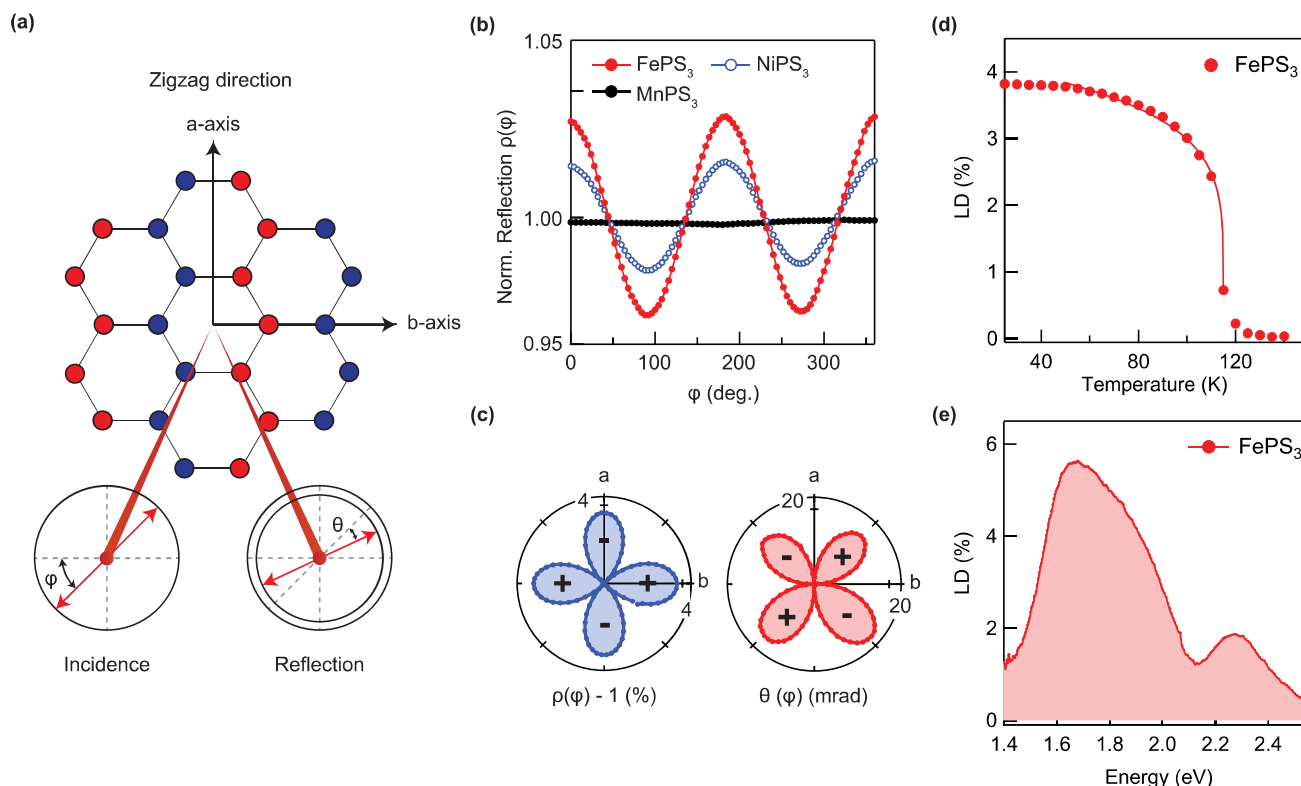 (a)
Zigzag direction
a-axis
b-axis
φ
θ
Incidence
Reflection
(b)
1.05
1.00
0.95
Norm. Reflection ρ(φ)
FePS3
NiPS3
MnPS3
0
100
200
300
φ (deg.)
(c)
a
4
b
4
-
+
+
-
ρ(φ) - 1 (%)
a
20
b
20
-
+
+
-
θ (φ) (mrad)
(d)
FePS3
4
3
2
1
0
LD (%)
40
80
120
Temperature (K)
(e)
FePS3
6
4
2
0
LD (%)
1.4
1.6
1.8
2.0
2.2
2.4
Energy (eV)